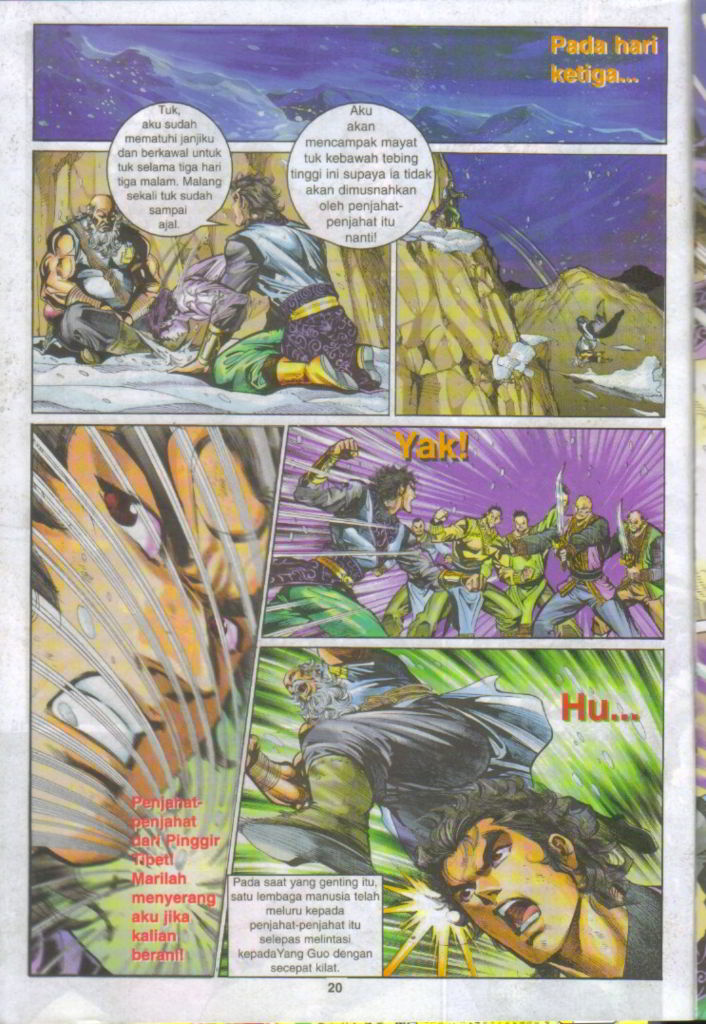 Pada hari
ketiga...
Tuk,
aku sudah
mematuhi janjiku
dan berkawal untuk
tuk selama tiga hari
tiga malam. Malang
sekali tuk sudah
sampai
ajal.
Aku
akan
mencampak mayat
tuk kebawah tebing
tinggi ini supaya ia tidak
akan dimusnahkan
oleh penjahat-
penjahat itu
nanti!
Penjahat-
penjahat
dari Pinggir
Tibet!
Marilah
menyerang
aku jika
kalian
berani!
Yak!
Hu...
Pada saat yang genting itu,
satu lembaga manusia telah
meluru kepada
penjahat-penjahat itu
selepas melintasi
kepadaYang Guo dengan
secepat kilat.
20